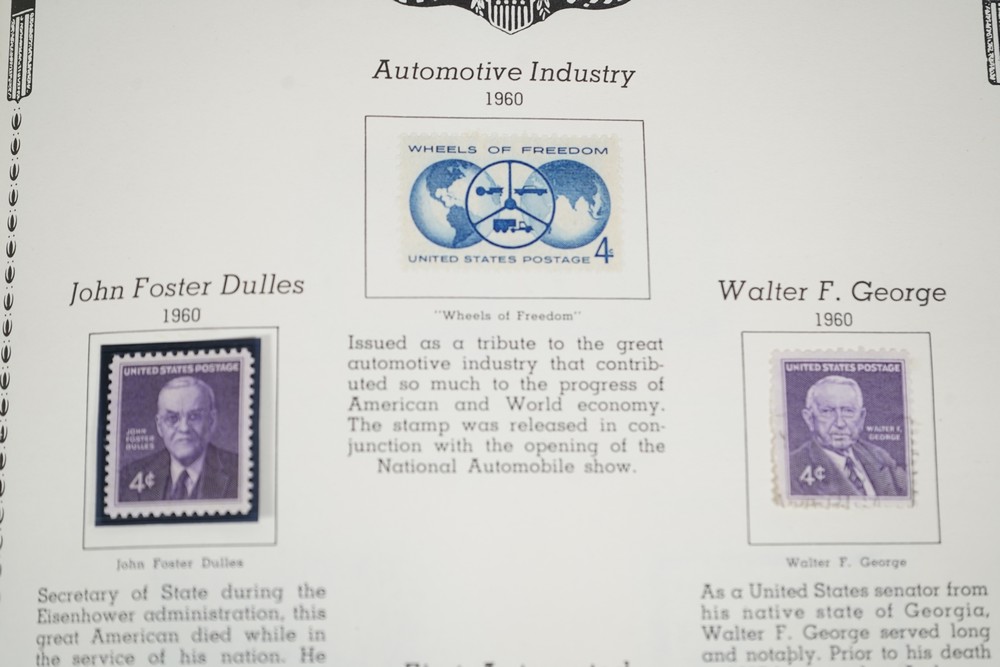 Automotive Industry
1960
WHEELS OF FREEDOM
4c
UNITED STATES POSTAGE
"Wheels of Freedom"
Issued as a tribute to the great
automotive industry that contrib-
uted so much to the progress of
American and World economy.
The stamp was released in con-
junction with the opening of the
National Automobile show.
John Foster Dulles
1960
UNITED STATES POSTAGE
JOHN
FOSTER
DULLES
4¢
John Foster Dulles
Secretary of State during the
Eisenhower administration, this
great American died while in
the service of his nation. He
Walter F. George
1960
UNITED STATES POSTAGE
WALTER F.
GEORGE
4¢
Walter F. George
As a United States senator from
his native state of Georgia,
Walter F. George served long
and notably. Prior to his death